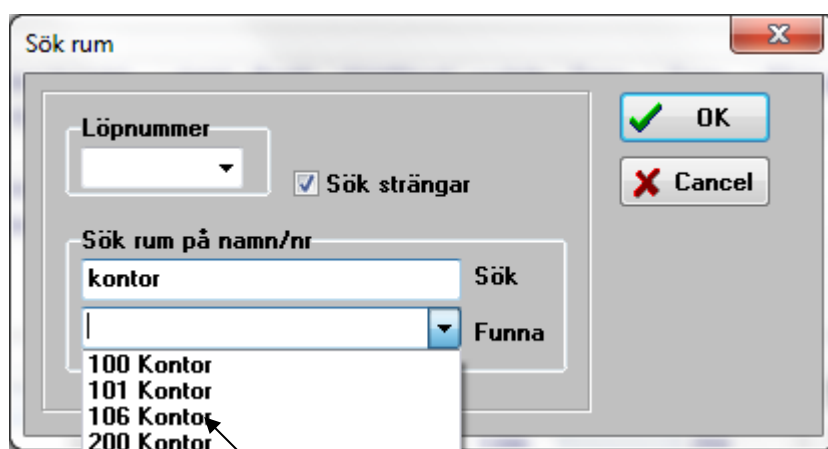 Sök rum
Löpnummer
Sök strängar
Sök rum på namn/nr
kontor
Sök
Funna
100 Kontor
101 Kontor
106 Kontor
200 Kontor
OK
Cancel